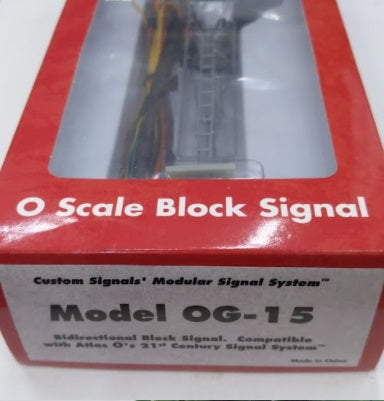 O Scale Block Signal
Custom Signals' Modular Signal System™
Model OG-15
Bidirectional Block Signal. Compatible
with Atlas O's 21st Century Signal System™
Made in China